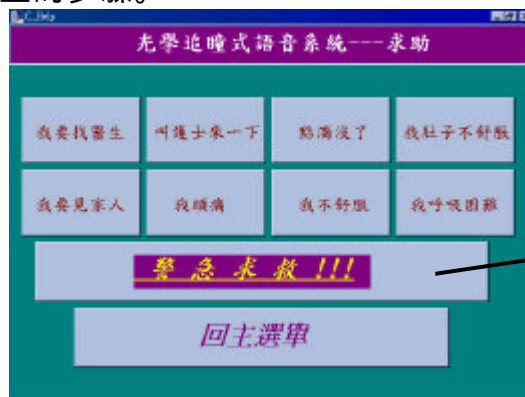 的步驟。
光學追瞳式語音系統---求助
我要找醫生 叫護士來一下 點滴沒了 我肚子不舒服
我要見家人 我頭痛 我不舒服 我呼吸困難
警急求救!!!
回主選單